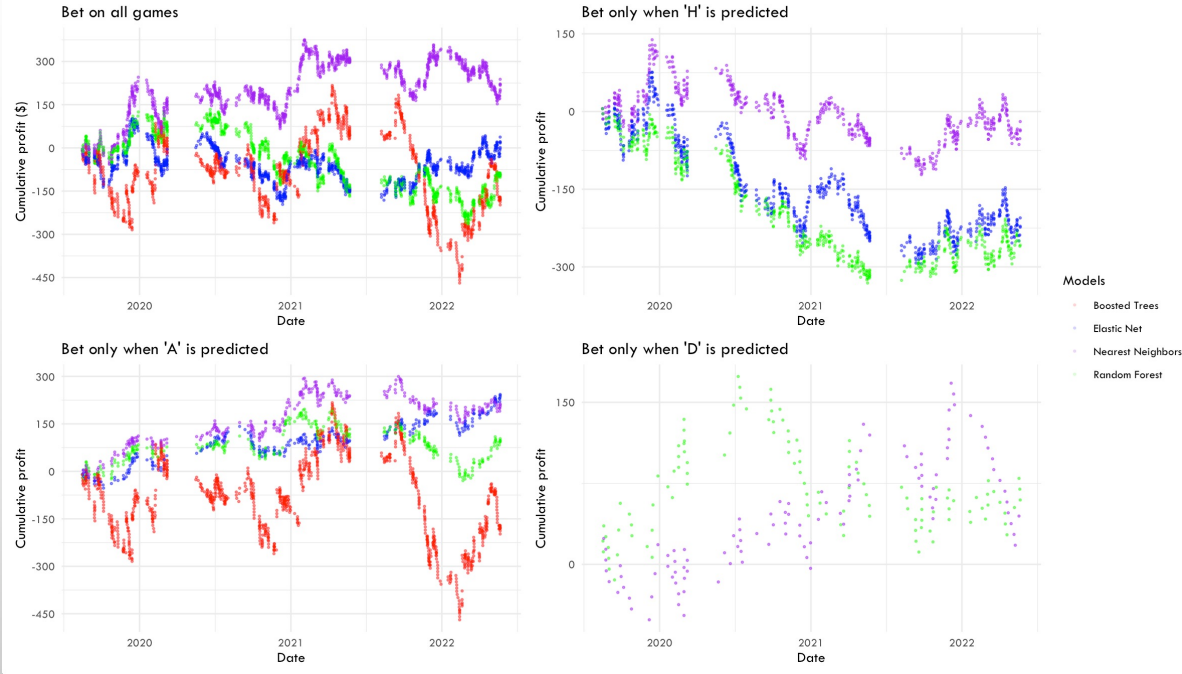 Bet on all games
Cumulative profit ($)
300
150
0
-150
-300
-450
2020
2021
2022
Date
Bet only when 'H' is predicted
Cumulative profit
150
0
-150
-300
2020
2021
2022
Date
Bet only when 'A' is predicted
Cumulative profit
300
150
0
-150
-300
-450
2020
2021
2022
Date
Bet only when 'D' is predicted
Cumulative profit
150
0
2020
2021
2022
Date
Models
Boosted Trees
Elastic Net
Nearest Neighbors
Random Forest